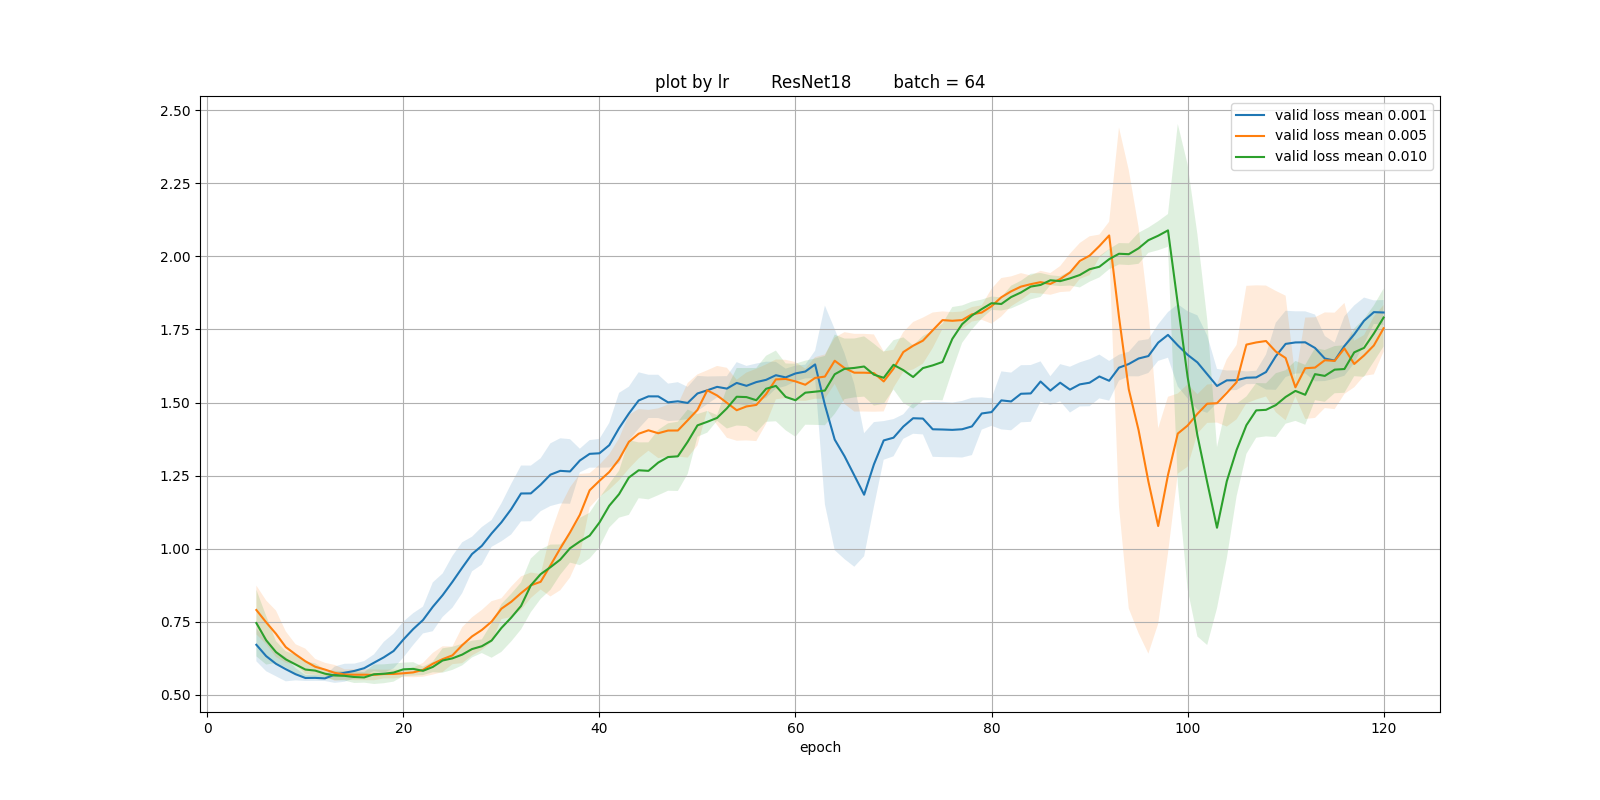 plot by lr ResNet18 batch = 64
valid loss mean 0.001
valid loss mean 0.005
valid loss mean 0.010
2.50
2.25
2.00
1.75
1.50
1.25
1.00
0.75
0.50
0 20 40 60 80 100 120
epoch